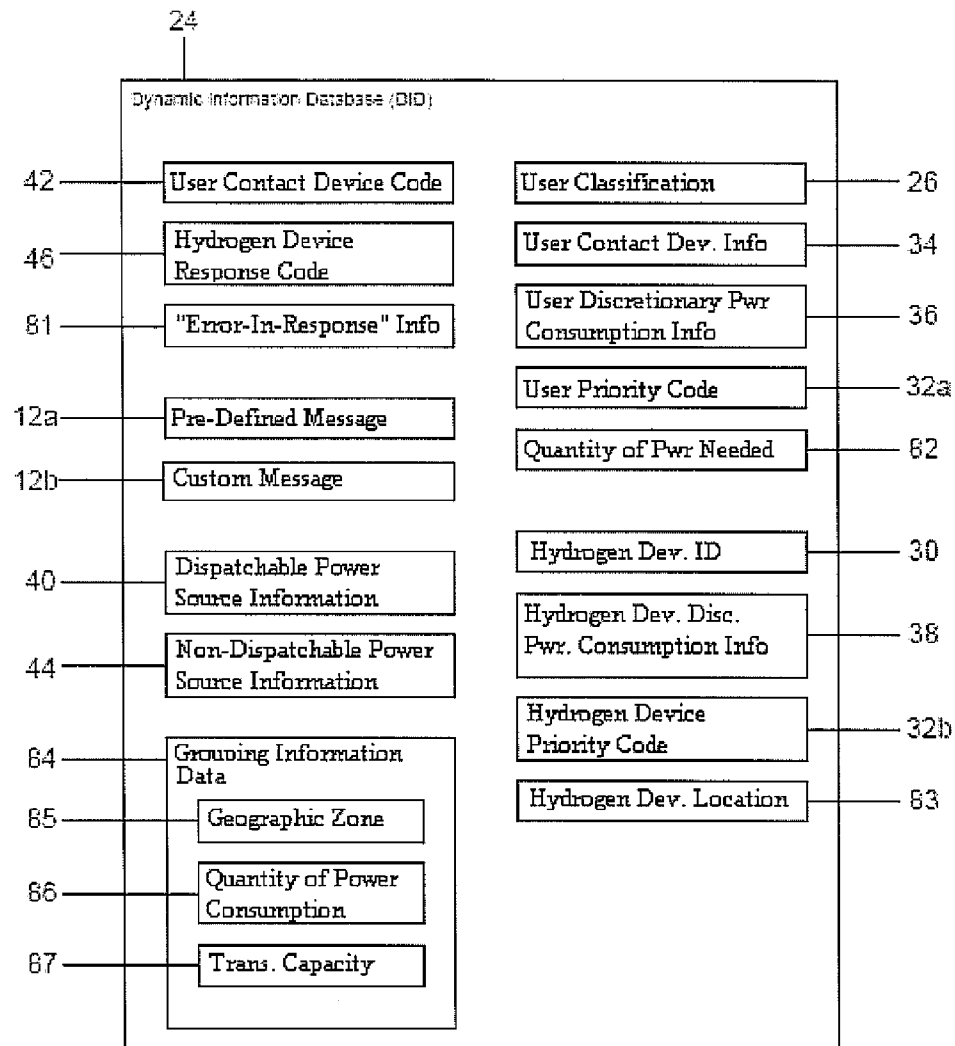 24
Dynamic Information Database (DID)
42
User Contact Device Code
46
Hydrogen Device
Response Code
61
"Error-In-Response" Info
12a
Pre-Defined Message
12b
Custom Message
40
Dispatchable Power
Source Information
44
Non-Dispatchable Power
Source Information
64
Grouping Information
Data
65
Geographic Zone
66
Quantity of Power
Consumption
67
Trans. Capacity
User Classification
26
User Contact Dev. Info
34
User Discretionary Pwr
Consumption Info
36
User Priority Code
32a
Quantity of Pwr Needed
62
Hydrogen Dev. ID
30
Hydrogen Dev. Disc.
Pwr. Consumption Info
38
Hydrogen Device
Priority Code
32b
Hydrogen Dev. Location
63